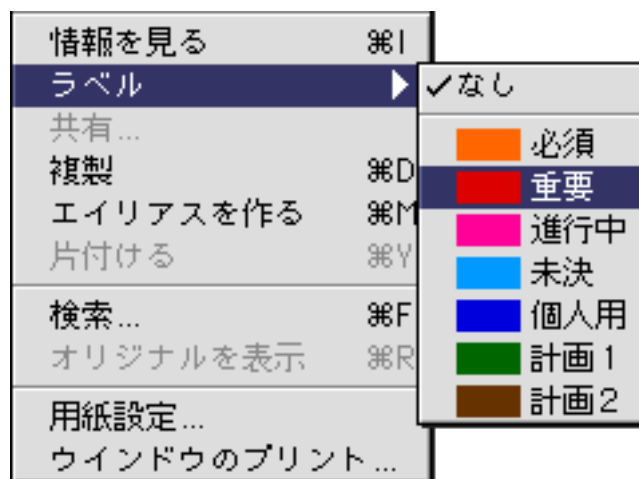 情報を見る ⌘I
ラベル ▶
共有...
複製 ⌘D
エイリアスを作る ⌘M
片付ける ⌘Y
検索... ⌘F
オリジナルを表示 ⌘R
用紙設定...
ウインドウのプリント...
✓なし
必須
重要
進行中
未決
個人用
計画1
計画2